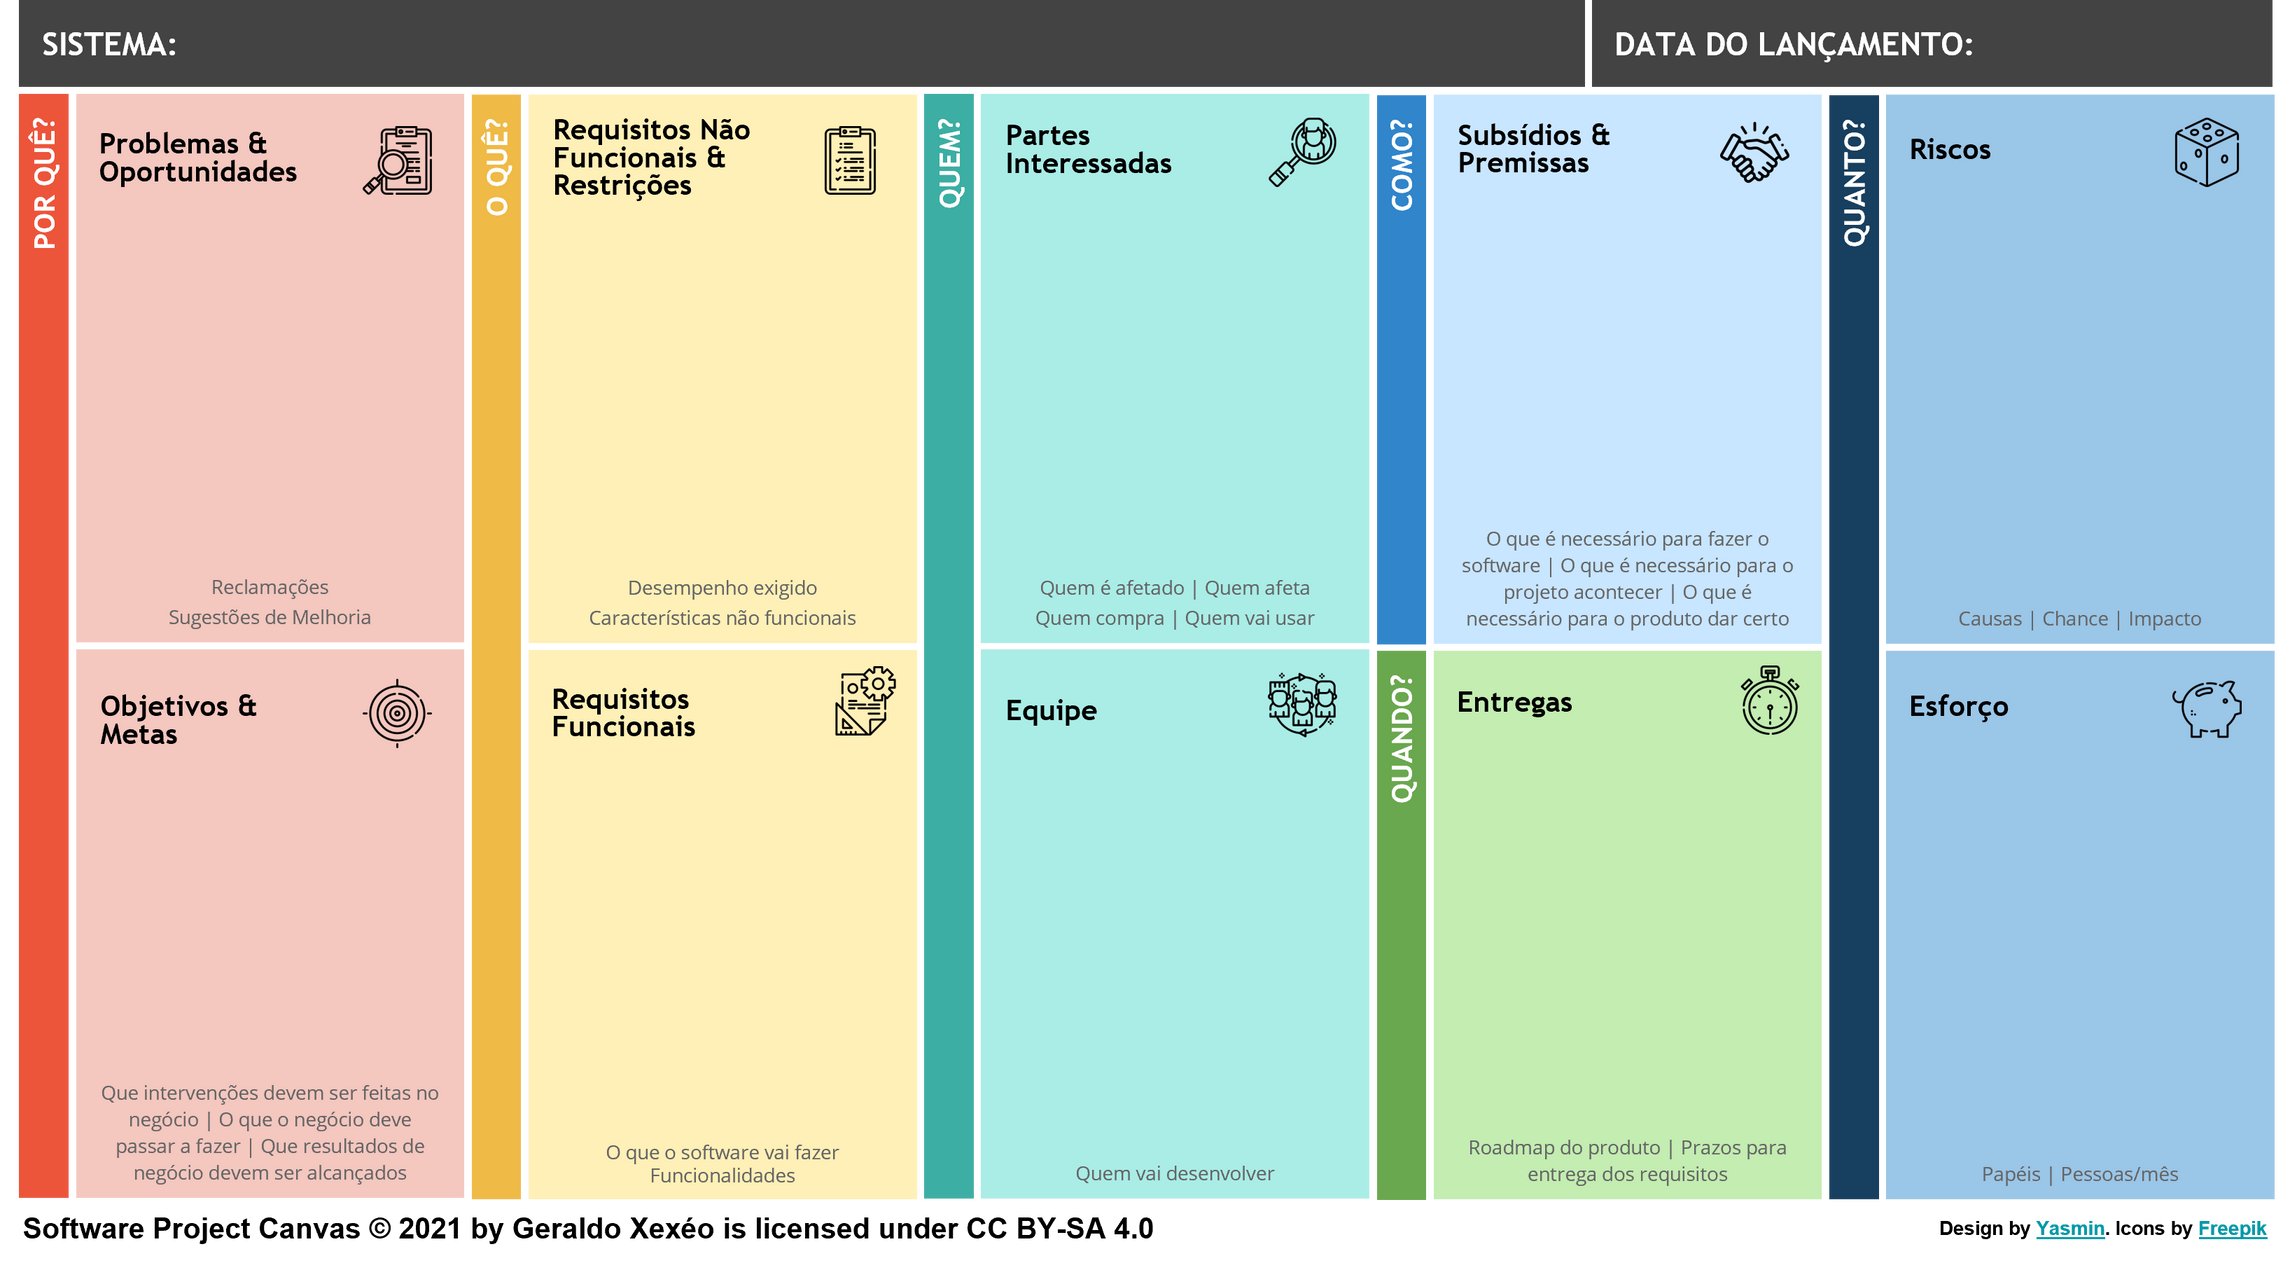 SISTEMA:
DATA DO LANÇAMENTO:
POR QUÊ?
Problemas &
Oportunidades
Reclamações
Sugestões de Melhoria
Objetivos &
Metas
Que intervenções devem ser feitas no
negócio | O que o negócio deve
passar a fazer | Que resultados de
negócio devem ser alcançados
O QUÊ?
Requisitos Não
Funcionais &
Restrições
Desempenho exigido
Características não funcionais
Requisitos
Funcionais
O que o software vai fazer
Funcionalidades
QUEM?
Partes
Interessadas
Quem é afetado | Quem afeta
Quem compra | Quem vai usar
Equipe
Quem vai desenvolver
COMO?
Subsídios &
Premissas
O que é necessário para fazer o
software | O que é necessário para o
projeto acontecer | O que é
necessário para o produto dar certo
QUANDO?
Entregas
Roadmap do produto | Prazos para
entrega dos requisitos
QUANTO?
Riscos
Causas | Chance | Impacto
Esforço
Papéis | Pessoas/mês
Software Project Canvas © 2021 by Geraldo Xexéo is licensed under CC BY-SA 4.0
Design by Yasmin. Icons by Freepik